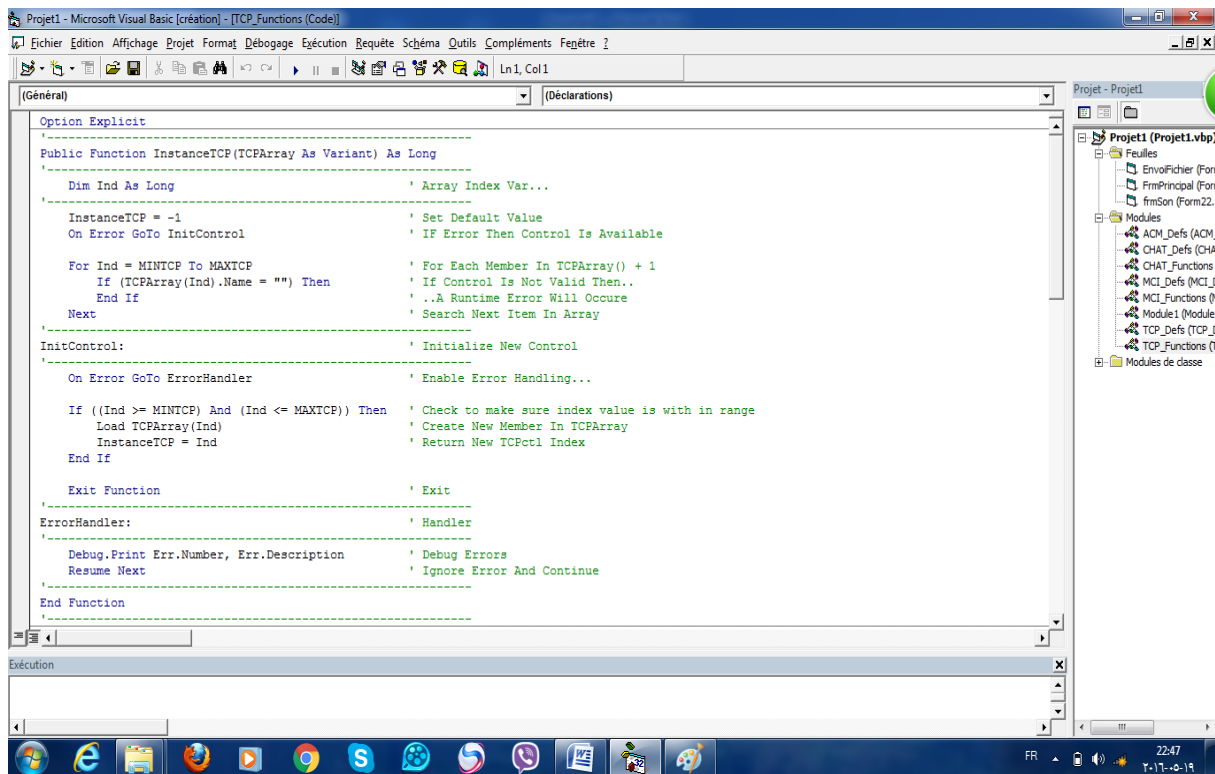 Projet1 - Microsoft Visual Basic [création] - [TCP_Functions (Code)]
Fichier Edition Affichage Projet Format Débogage Exécution Requête Schéma Outils Compléments Fenêtre ?
Ln 1, Col 1
(Général) (Déclarations)
Option Explicit
'-----------------------------------------------------
Public Function InstanceTCP(TCPArray As Variant) As Long
'-----------------------------------------------------
Dim Ind As Long ' Array Index Var...
'-----------------------------------------------------
InstanceTCP = -1 ' Set Default Value
On Error GoTo InitControl ' IF Error Then Control Is Available
For Ind = MINTCP To MAXTCP ' For Each Member In TCPArray() + 1
If (TCPArray(Ind).Name = "") Then ' If Control Is Not Valid Then..
End If ' ..A Runtime Error Will Occure
Next ' Search Next Item In Array
'-----------------------------------------------------
InitControl: ' Initialize New Control
'-----------------------------------------------------
On Error GoTo ErrorHandler ' Enable Error Handling...
If ((Ind >= MINTCP) And (Ind <= MAXTCP)) Then ' Check to make sure index value is with in range
Load TCPArray(Ind) ' Create New Member In TCPArray
InstanceTCP = Ind ' Return New TCPctl Index
End If
Exit Function ' Exit
'-----------------------------------------------------
ErrorHandler: ' Handler
'-----------------------------------------------------
Debug.Print Err.Number, Err.Description ' Debug Errors
Resume Next ' Ignore Error And Continue
'-----------------------------------------------------
End Function
'-----------------------------------------------------
Exécution
Projet - Projet1
Projet1 (Projet1.vbp)
Feuilles
EnvoiFichier (For
FrmPrincipal (For
frmSon (Form22.
Modules
ACM_Defs (ACM_
CHAT_Defs (CHA
CHAT_Functions
MCI_Defs (MCI_D
MCI_Functions (M
Module1 (Module
TCP_Defs (TCP_D
TCP_Functions (T
Modules de classe
FR
22:47
٢٠١٦-٠٥-١٩